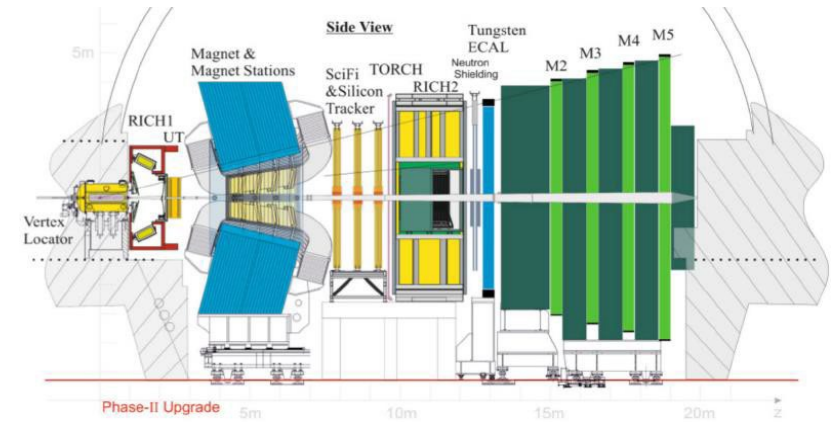 Side View
5m
Magnet &
Magnet Stations
SciFi
&Silicon
Tracker
TORCH
RICH2
Tungsten
ECAL
Neutron
Shielding
M2
M3
M4
M5
RICH1
UT
Vertex
Locator
Phase-II Upgrade
5m
10m
15m
20m
z